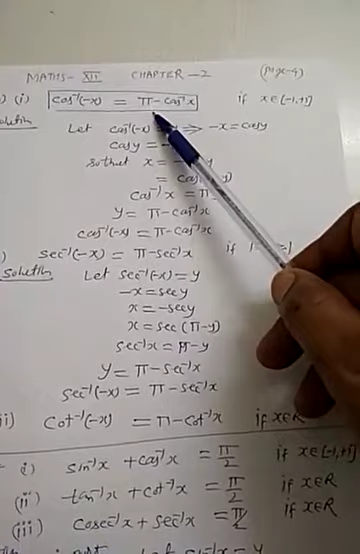 MATHS- XII CHAPTER-2 (Page-4)
(i) cos⁻¹(-x) = π-cos⁻¹x if x∈[-1,+1]
Let cos⁻¹(-x) ⇒ -x=cosy
cosy =
so that x = -
= cos
cos⁻¹x = π
y= π-cos⁻¹x
cos⁻¹(-x) = π-cos⁻¹x
) sec⁻¹(-x) = π-sec⁻¹x if
Solution Let sec⁻¹(-x) = y
-x=secy
x=-secy
x = sec (π-y)
sec⁻¹x = π-y
y= π-sec⁻¹x
sec⁻¹(-x) = π-sec⁻¹x
ii) Cot⁻¹(-x) = π-cot⁻¹x if x∈R
i) sin⁻¹x +cos⁻¹x = π/2 if x∈[-1,+1]
(ii) tan⁻¹x + cot⁻¹x = π/2 if x∈R
(iii) Cosec⁻¹x + sec⁻¹x = π/2 if x∈R